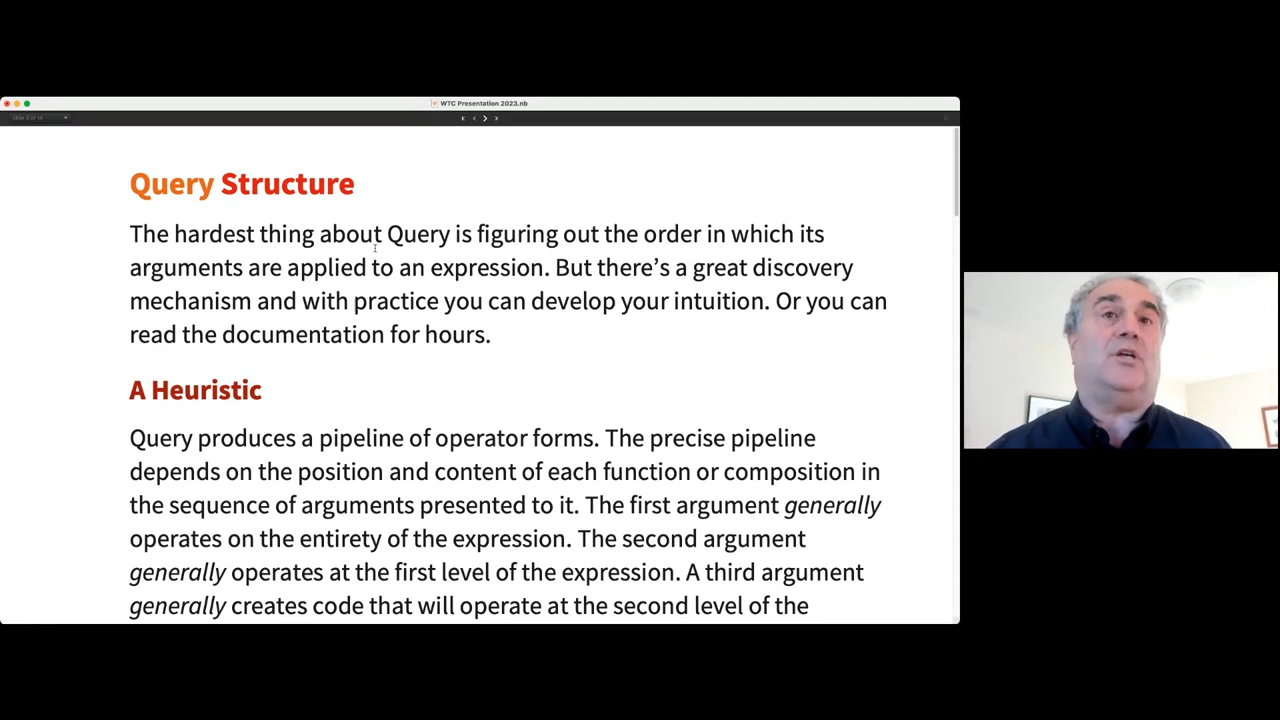 WTC Presentation 2023.nb
Query Structure
The hardest thing about Query is figuring out the order in which its
arguments are applied to an expression. But there’s a great discovery
mechanism and with practice you can develop your intuition. Or you can
read the documentation for hours.
A Heuristic
Query produces a pipeline of operator forms. The precise pipeline
depends on the position and content of each function or composition in
the sequence of arguments presented to it. The first argument generally
operates on the entirety of the expression. The second argument
generally operates at the first level of the expression. A third argument
generally creates code that will operate at the second level of the